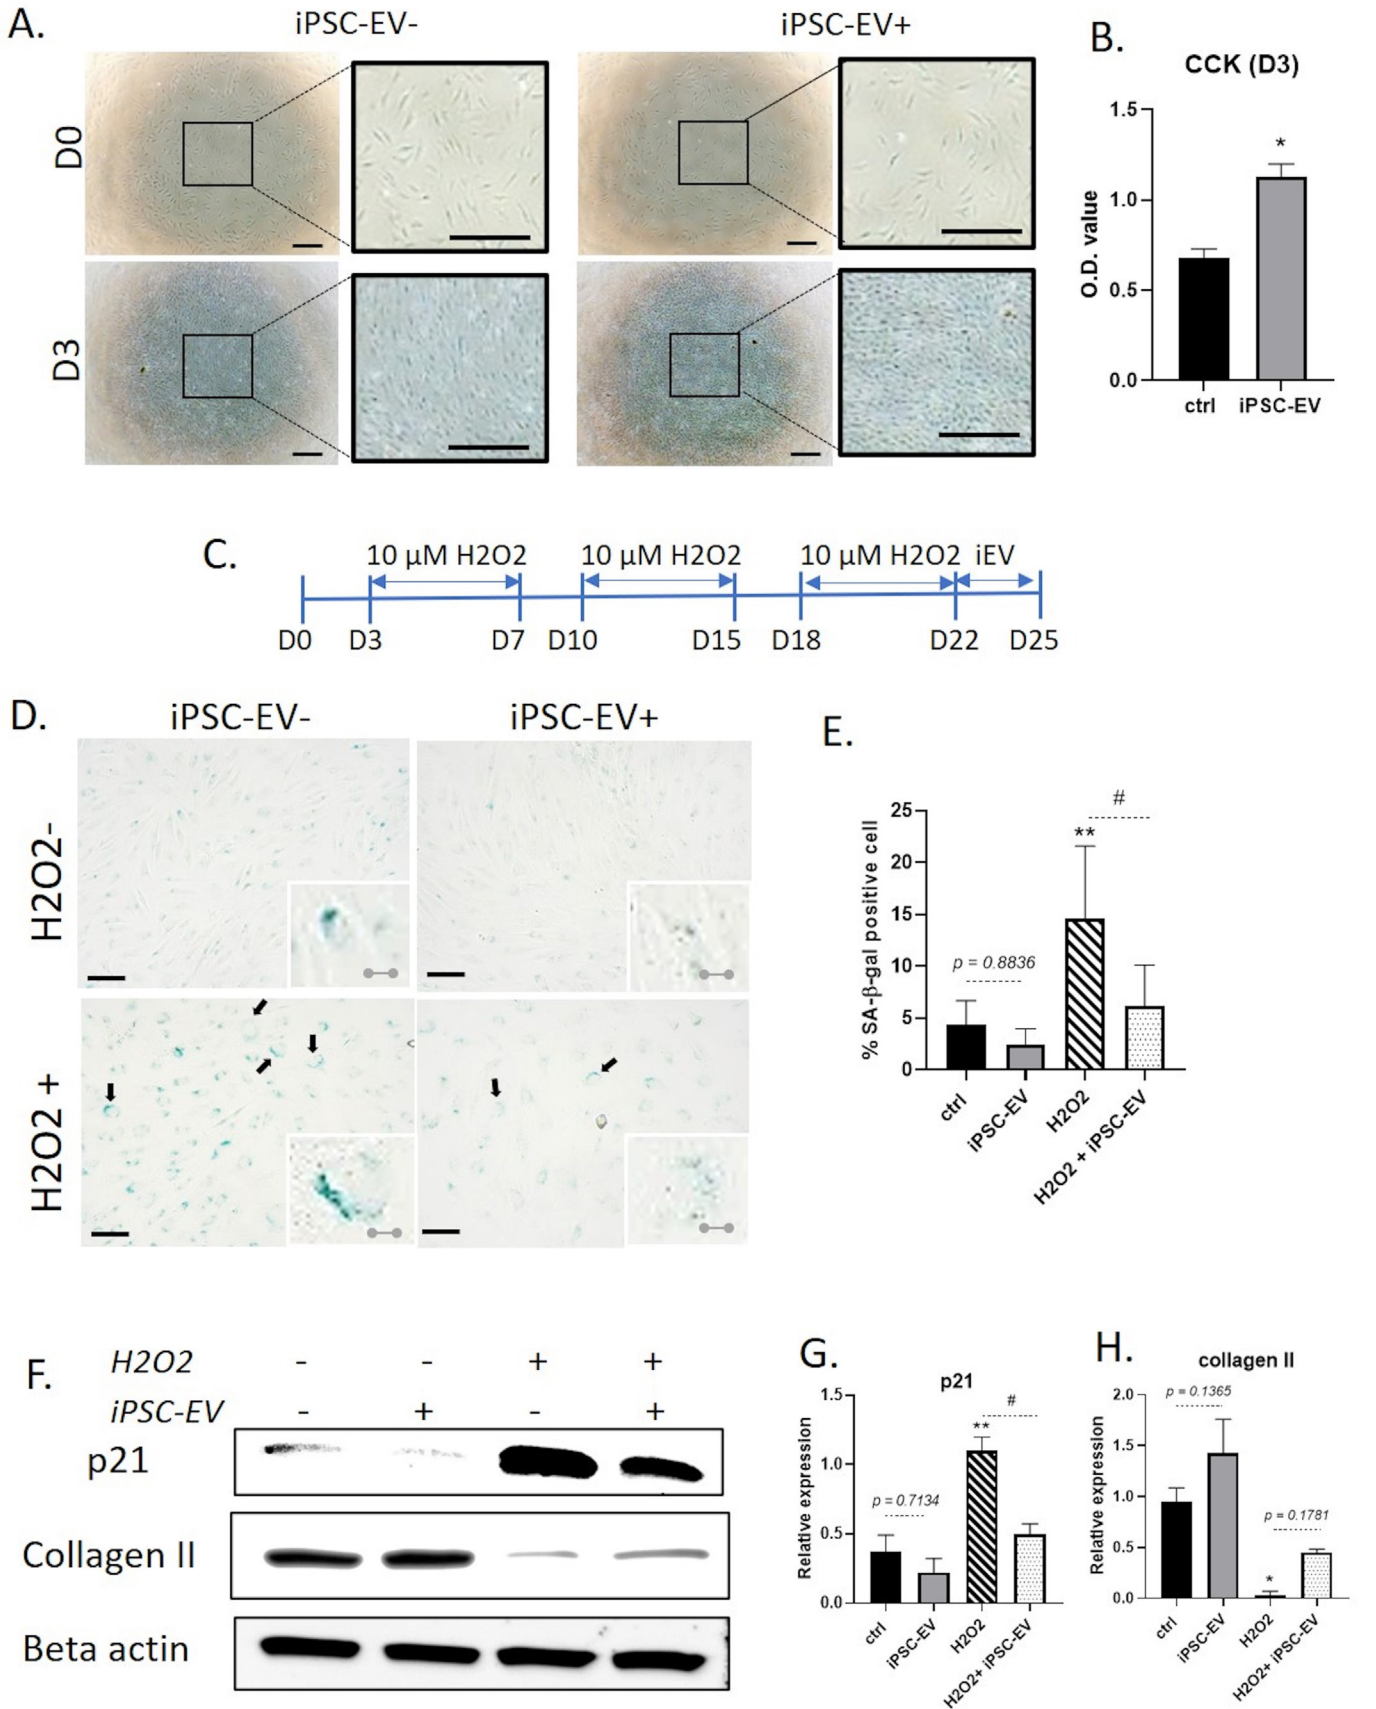 A.
iPSC-EV-
iPSC-EV+
D0
D3
B.
CCK (D3)
O.D. value
1.5
1.0
0.5
0.0
*
ctrl
iPSC-EV
C.
10 µM H2O2
10 µM H2O2
10 µM H2O2
iEV
D0
D3
D7
D10
D15
D18
D22
D25
D.
iPSC-EV-
iPSC-EV+
H2O2-
H2O2 +
E.
% SA-β-gal positive cell
25
20
15
10
5
0
p = 0.8836
**
#
ctrl
iPSC-EV
H2O2
H2O2 + iPSC-EV
F.
H2O2 - - + +
iPSC-EV - + - +
p21
Collagen II
Beta actin
G.
p21
Relative expression
1.5
1.0
0.5
0.0
p = 0.7134
**
#
ctrl
iPSC-EV
H2O2
H2O2+ iPSC-EV
H.
collagen II
Relative expression
2.0
1.5
1.0
0.5
0.0
p = 0.1365
*
p = 0.1781
ctrl
iPSC-EV
H2O2
H2O2+ iPSC-EV